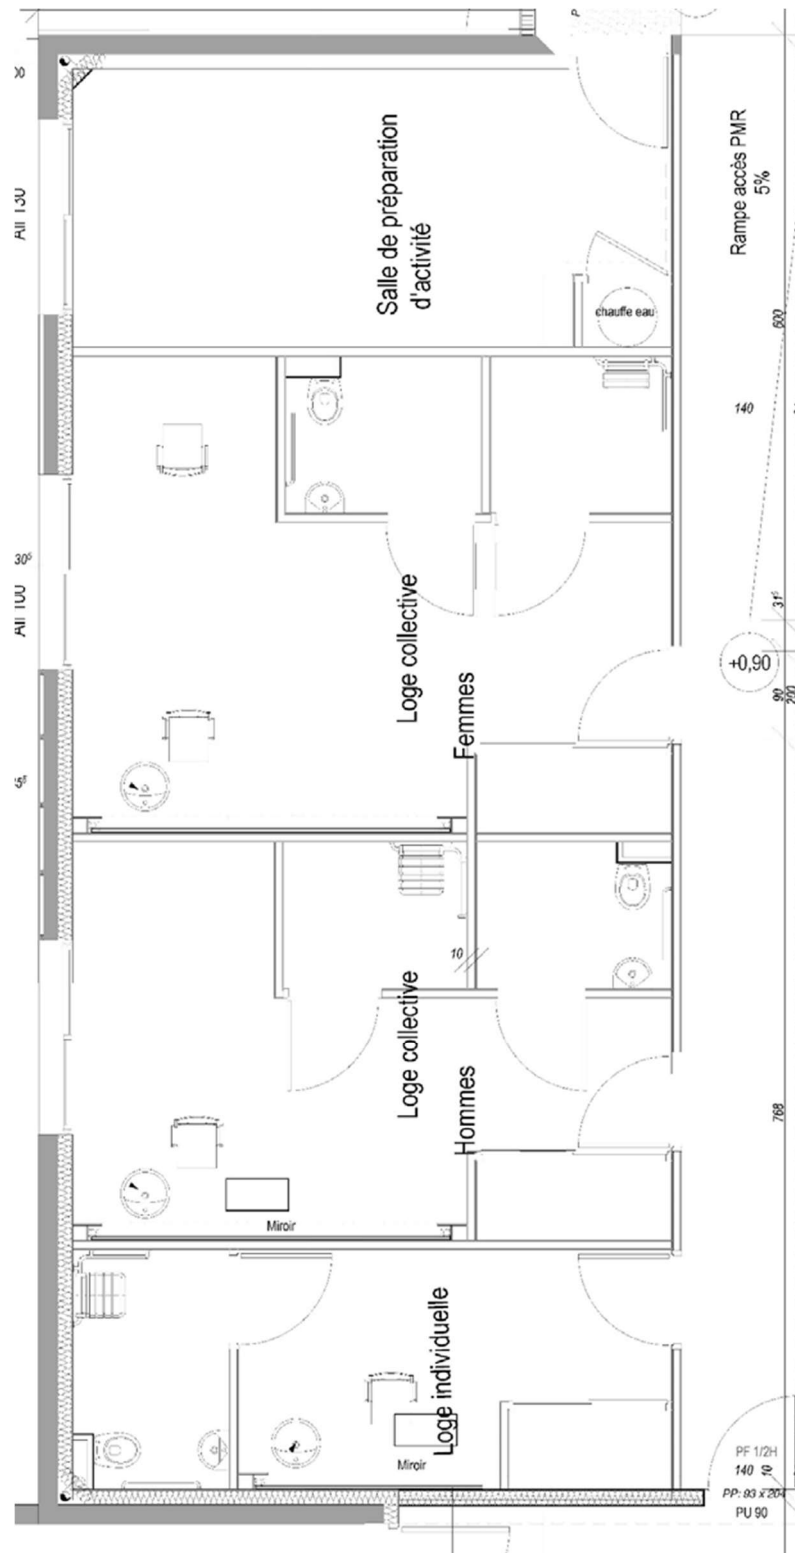 P
Rampe accès PMR
5%
Salle de préparation
d'activité
chauffe eau
600
140
30⁵
Loge collective
Femmes
31⁵
+0,90
90
200
10
Loge collective
Hommes
768
Miroir
Loge individuelle
Miroir
PF 1/2H
140 10
PP: 93 x 204
PU 90